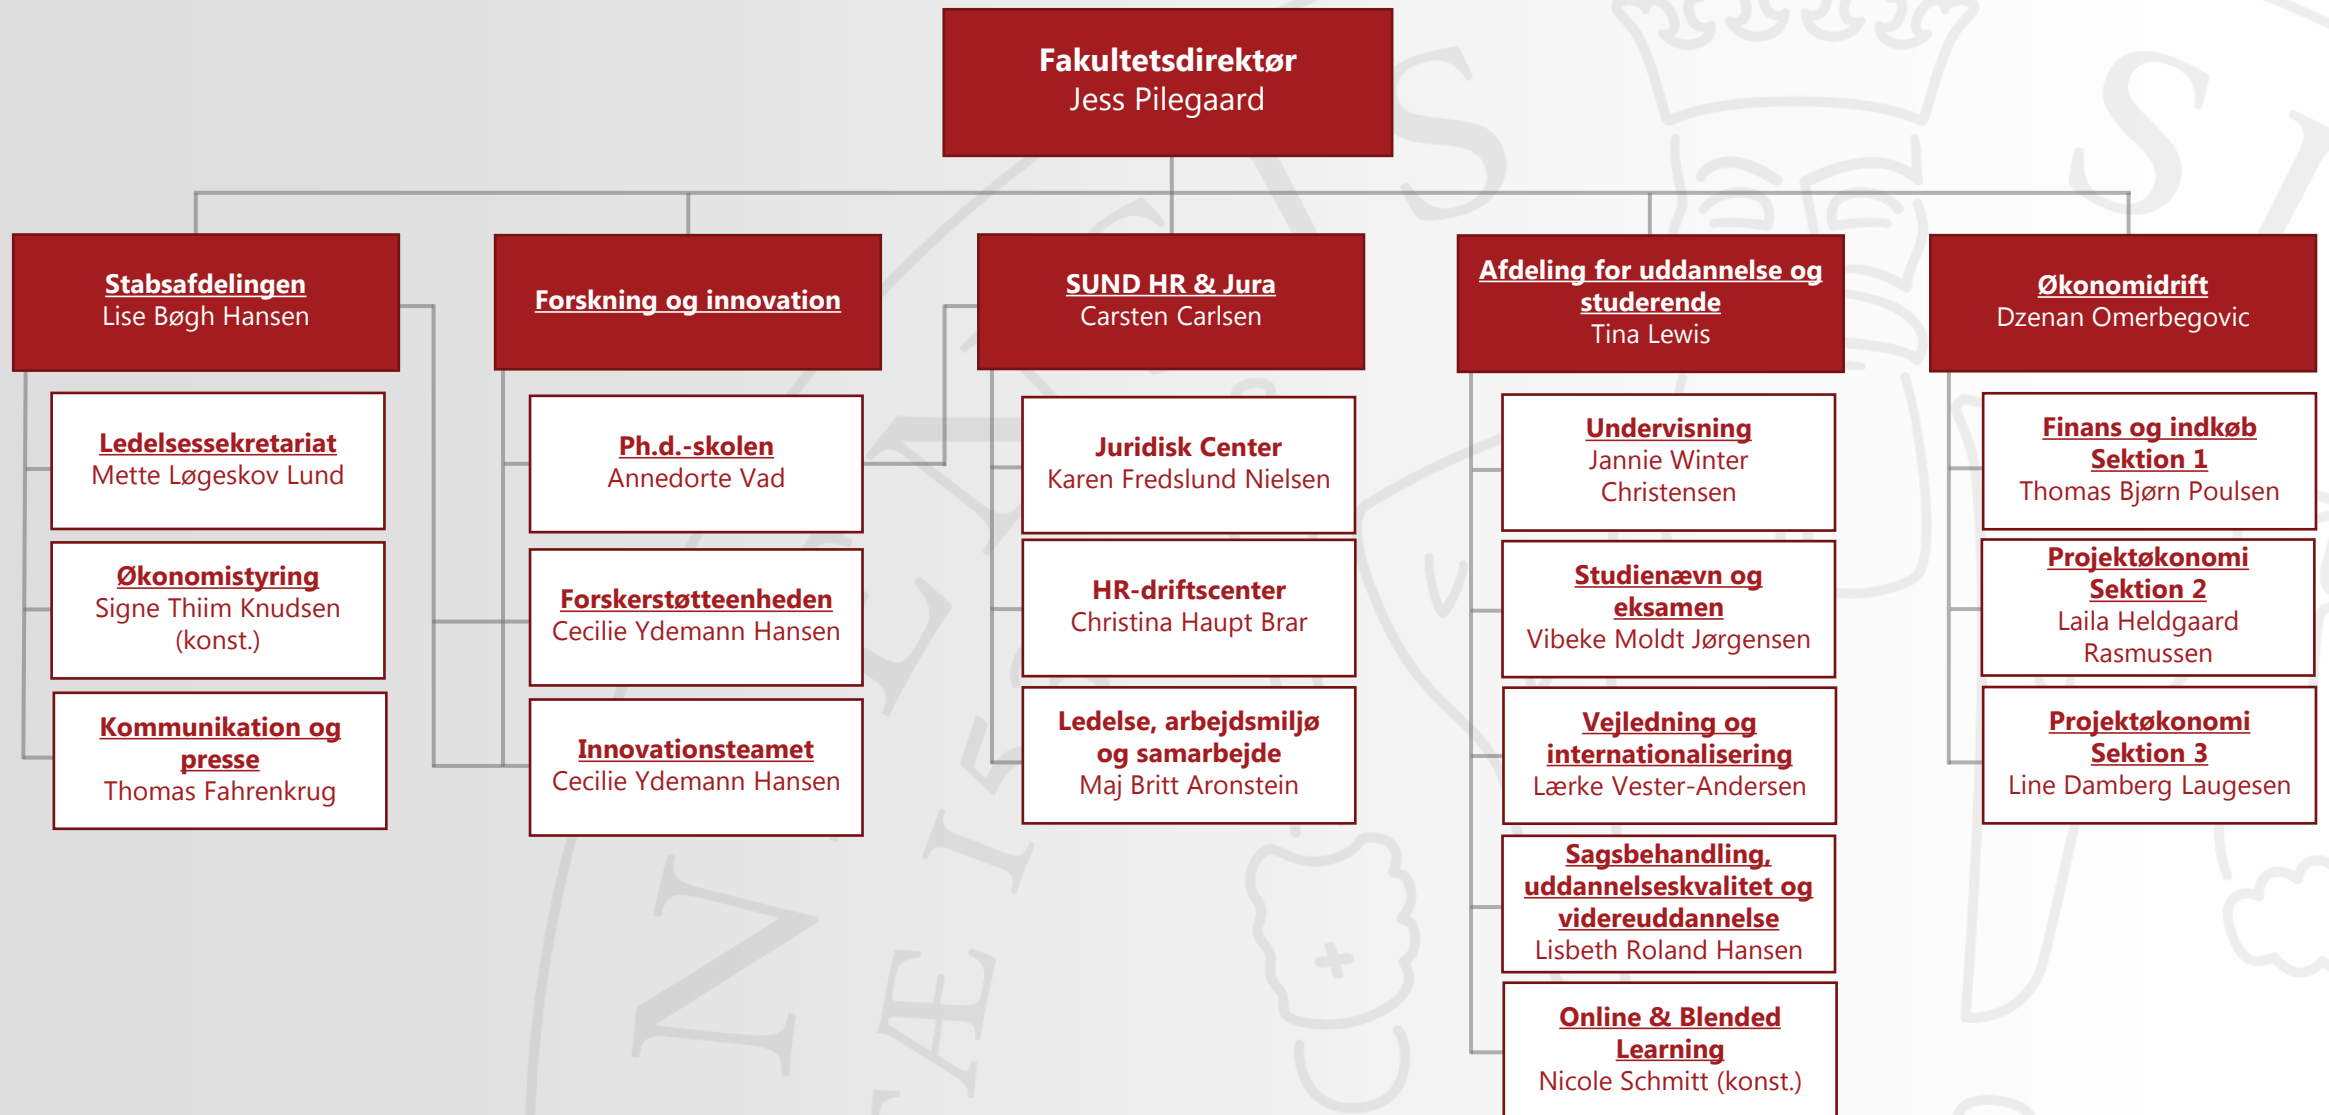 Fakultetsdirektør
Jess Pilegaard
Stabsafdelingen
Lise Bøgh Hansen
Forskning og innovation
SUND HR & Jura
Carsten Carlsen
Afdeling for uddannelse og
studerende
Tina Lewis
Økonomidrift
Dzenan Omerbegovic
Ledelsessekretariat
Mette Løgeskov Lund
Økonomistyring
Signe Thiim Knudsen
(konst.)
Kommunikation og
presse
Thomas Fahrenkrug
Ph.d.-skolen
Annedorte Vad
Forskerstøtteenheden
Cecilie Ydemann Hansen
Innovationsteamet
Cecilie Ydemann Hansen
Juridisk Center
Karen Fredslund Nielsen
HR-driftscenter
Christina Haupt Brar
Ledelse, arbejdsmiljø
og samarbejde
Maj Britt Aronstein
Undervisning
Jannie Winter
Christensen
Studienævn og
eksamen
Vibeke Moldt Jørgensen
Vejledning og
internationalisering
Lærke Vester-Andersen
Sagsbehandling,
uddannelseskvalitet og
videreuddannelse
Lisbeth Roland Hansen
Online & Blended
Learning
Nicole Schmitt (konst.)
Finans og indkøb
Sektion 1
Thomas Bjørn Poulsen
Projektøkonomi
Sektion 2
Laila Heldgaard
Rasmussen
Projektøkonomi
Sektion 3
Line Damberg Laugesen